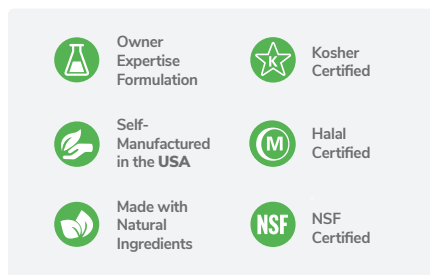 Owner
Expertise
Formulation
K
Kosher
Certified
Self-
Manufactured
in the USA
M
Halal
Certified
Made with
Natural
Ingredients
NSF
NSF
Certified